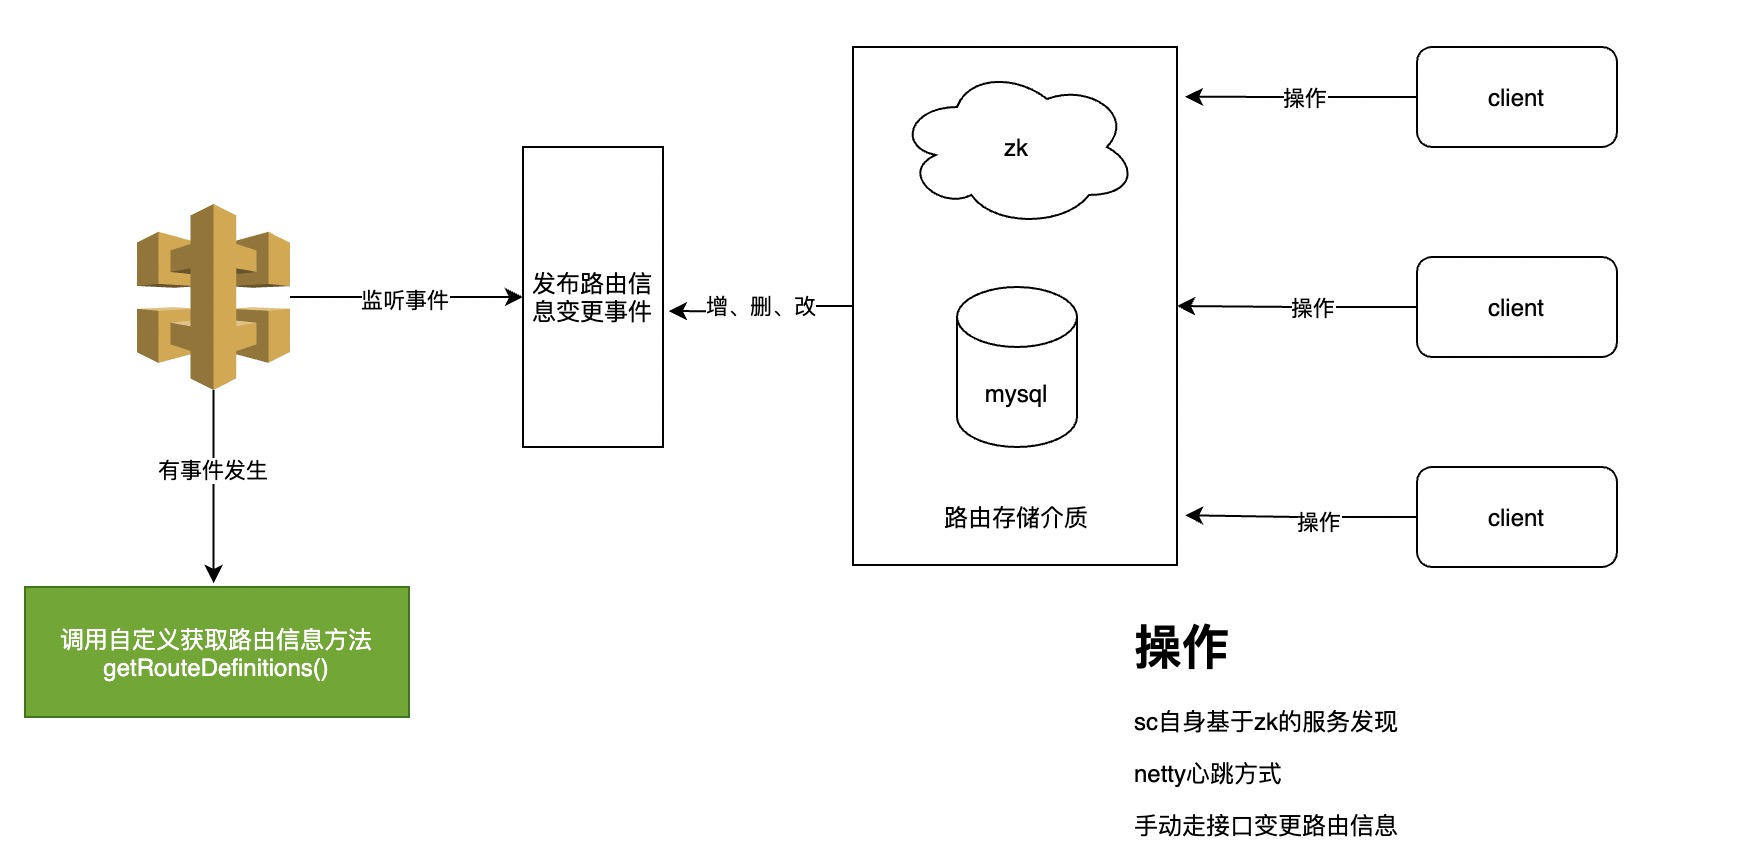 操作
client
zk
发布路由信
息变更事件
监听事件
增、删、改
操作
client
mysql
有事件发生
路由存储介质
操作
client
调用自定义获取路由信息方法
getRouteDefinitions()
操作
sc自身基于zk的服务发现
netty心跳方式
手动走接口变更路由信息